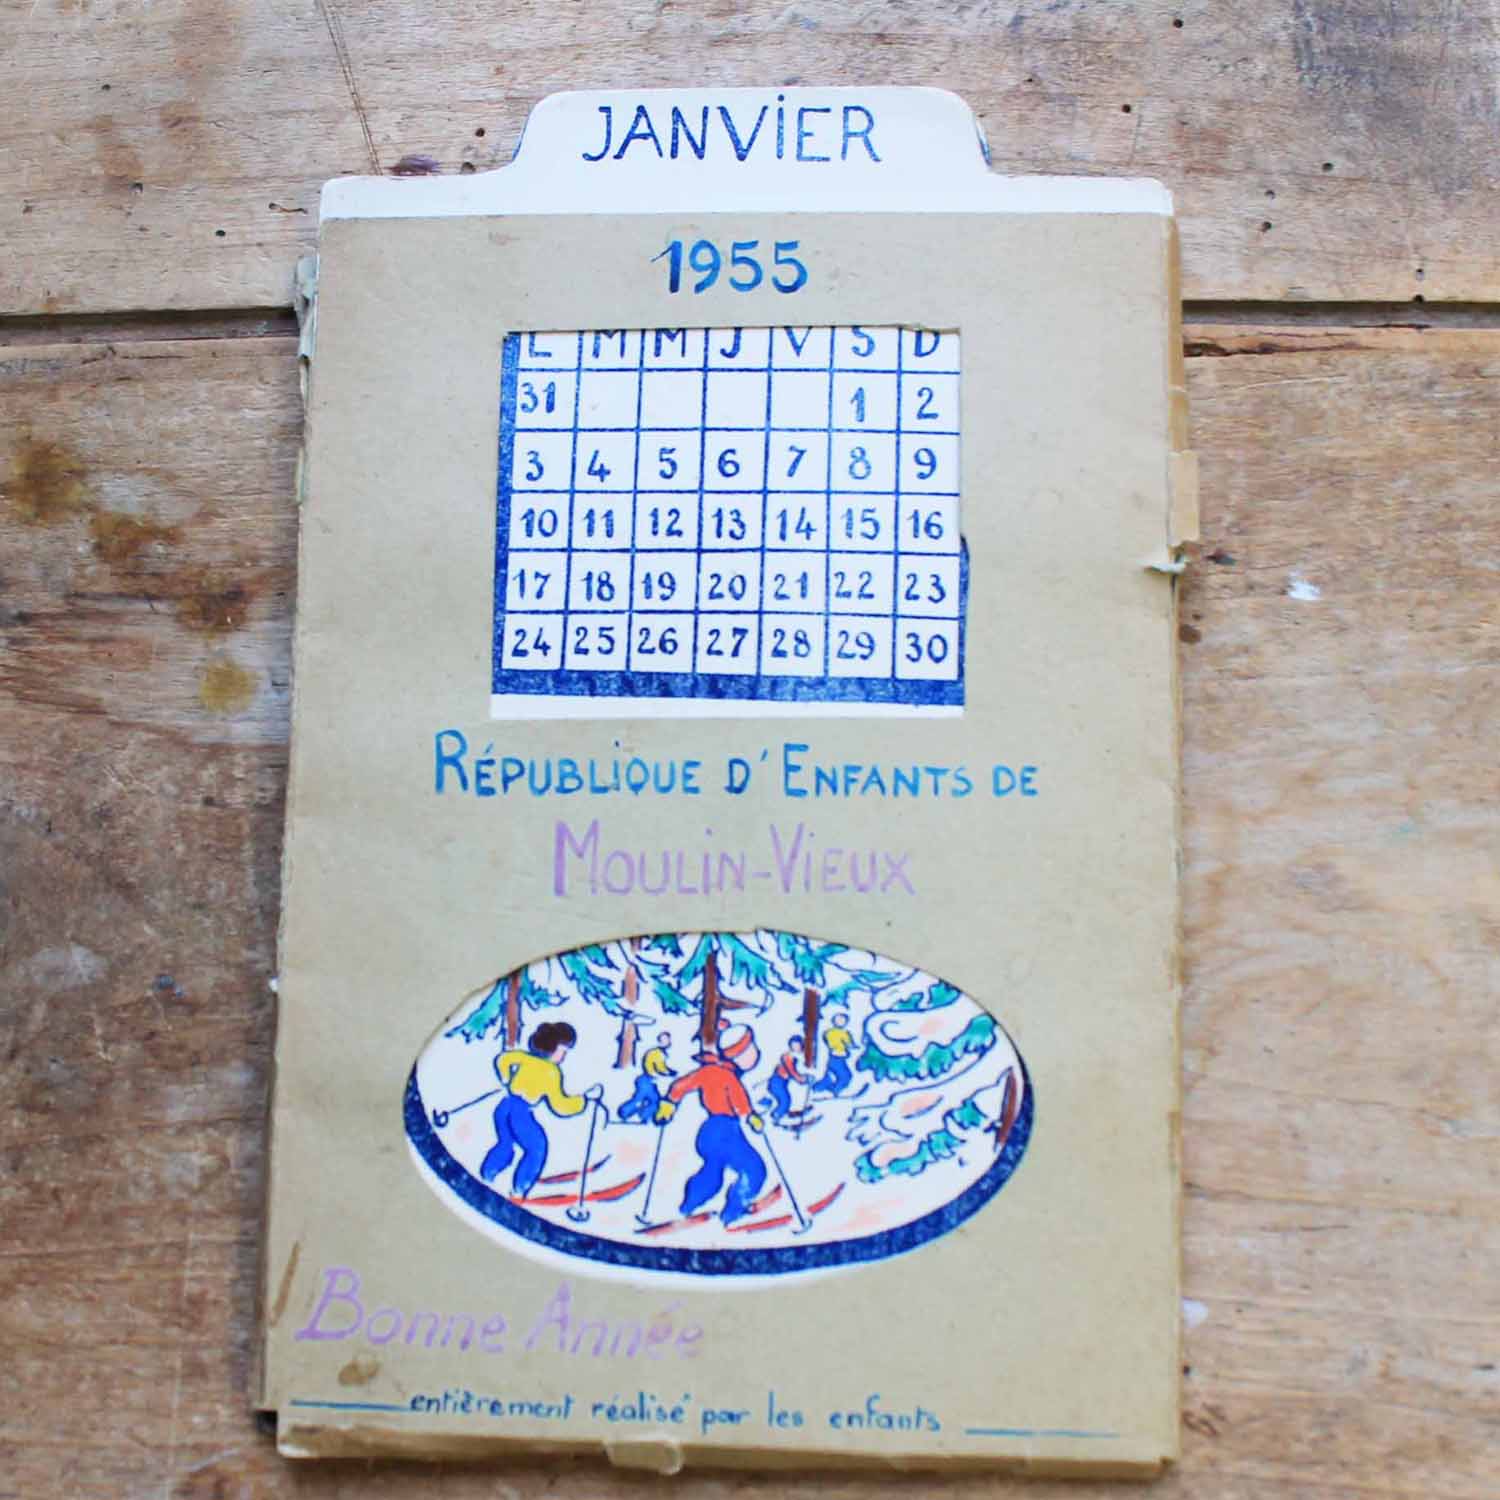 JANViER
1955
L M M J V S D
31 1 2
3 4 5 6 7 8 9
10 11 12 13 14 15 16
17 18 19 20 21 22 23
24 25 26 27 28 29 30
RÉPUBLiQUE D'ENFANTS DE
MOULiN-ViEUX
Bonne Année
entièrement réalisé par les enfants